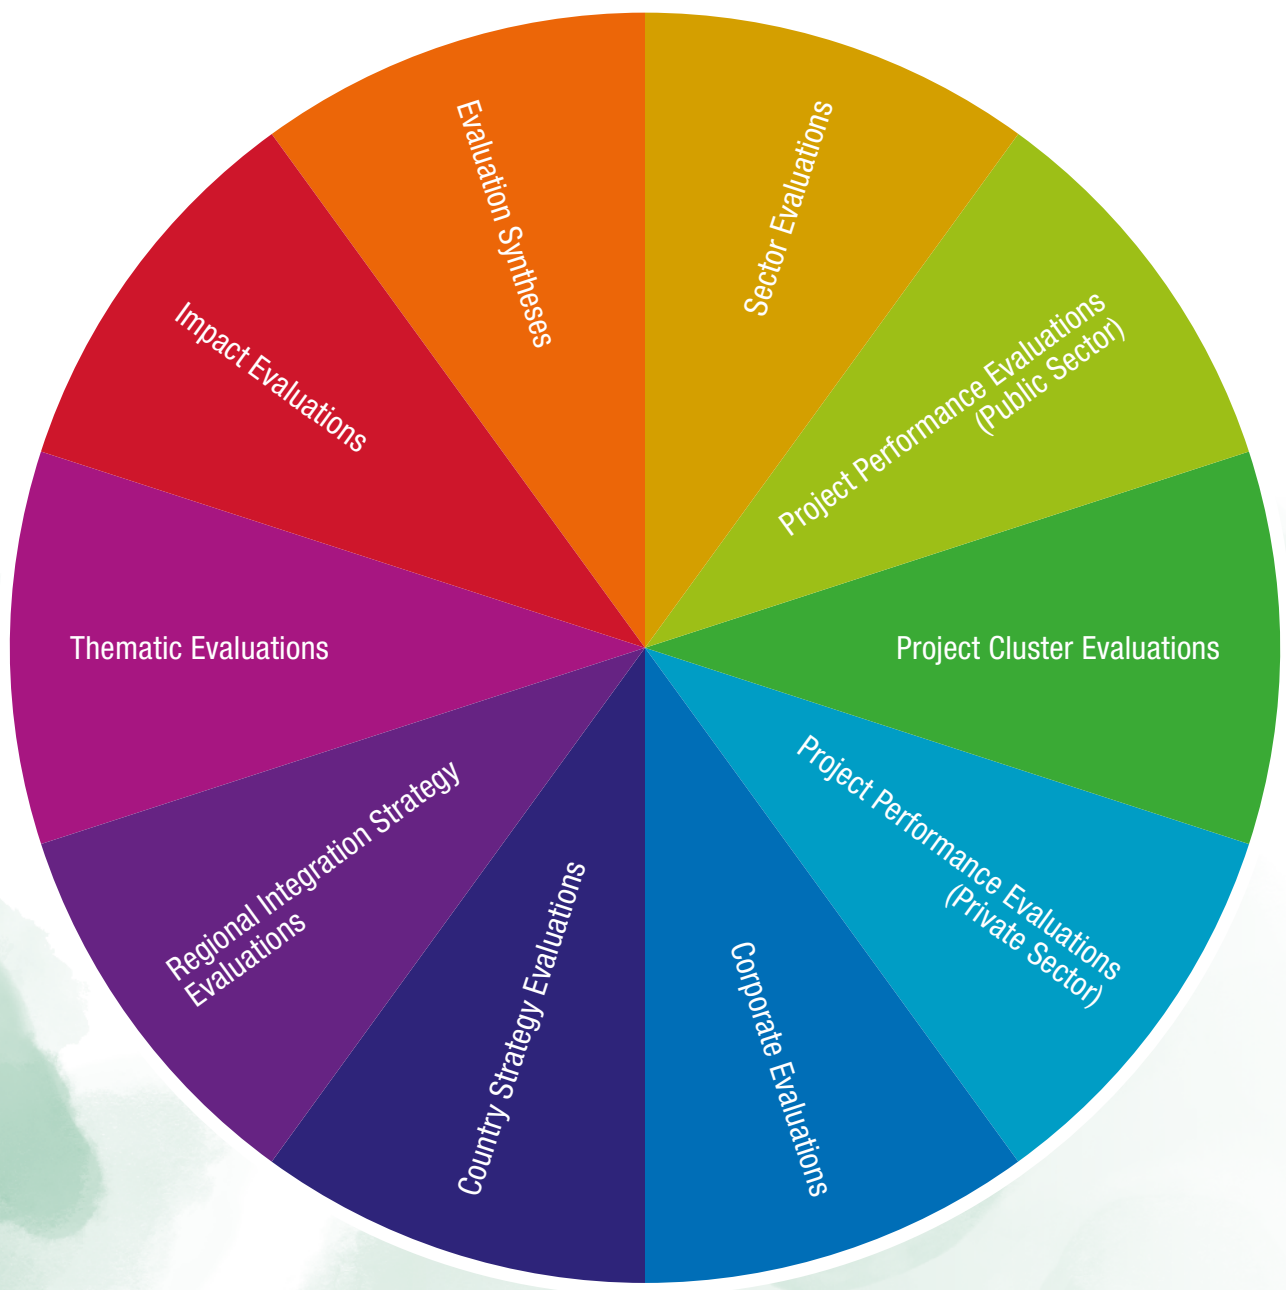 Sector Evaluations
Project Performance Evaluations
(Public Sector)
Project Cluster Evaluations
Project Performance Evaluations
(Private Sector)
Corporate Evaluations
Country Strategy Evaluations
Regional Integration Strategy
Evaluations
Thematic Evaluations
Impact Evaluations
Evaluation Syntheses